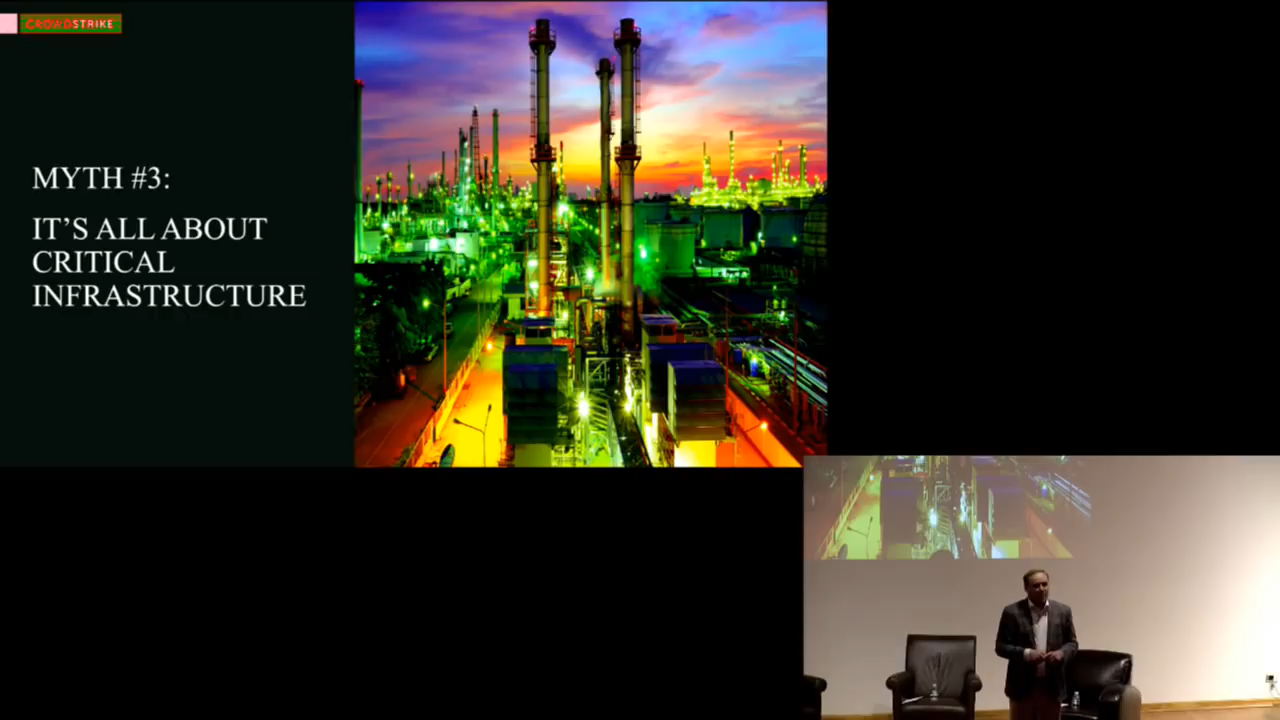 CROWDSTRIKE
MYTH #3:
IT'S ALL ABOUT
CRITICAL
INFRASTRUCTURE